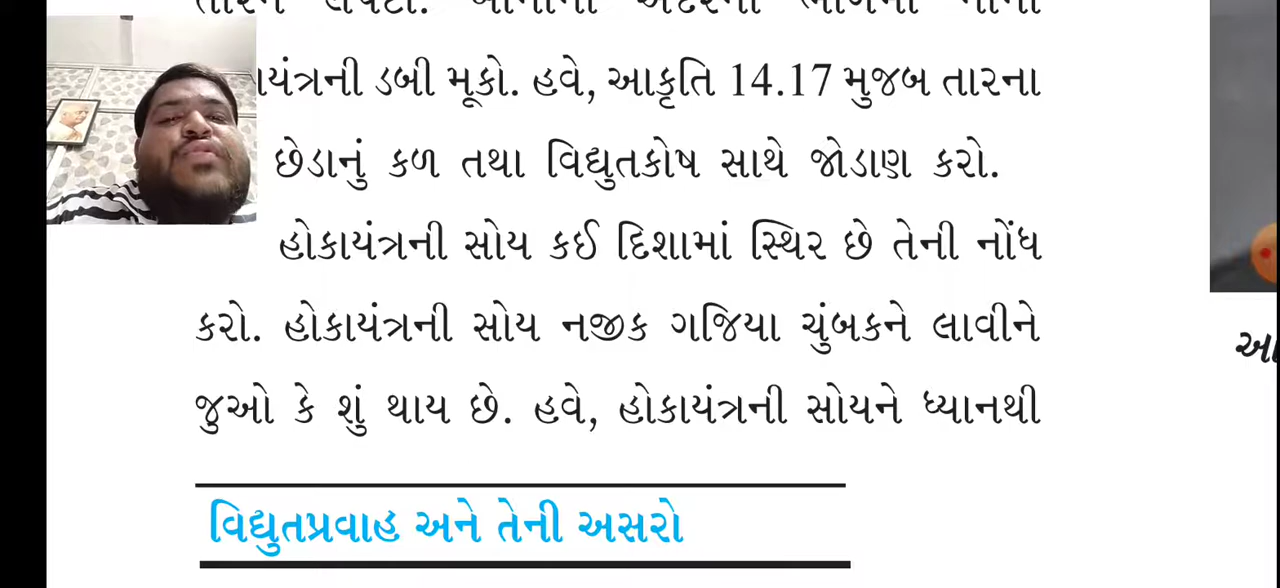 હોકાયંત્રની ડબી મૂકો. હવે, આકૃતિ 14.17 મુજબ તારના
છેડાનું કળ તથા વિદ્યુતકોષ સાથે જોડાણ કરો.
હોકાયંત્રની સોય કઈ દિશામાં સ્થિર છે તેની નોંધ
કરો. હોકાયંત્રની સોય નજીક ગજિયા ચુંબકને લાવીને
જુઓ કે શું થાય છે. હવે, હોકાયંત્રની સોયને ધ્યાનથી
વિદ્યુતપ્રવાહ અને તેની અસરો